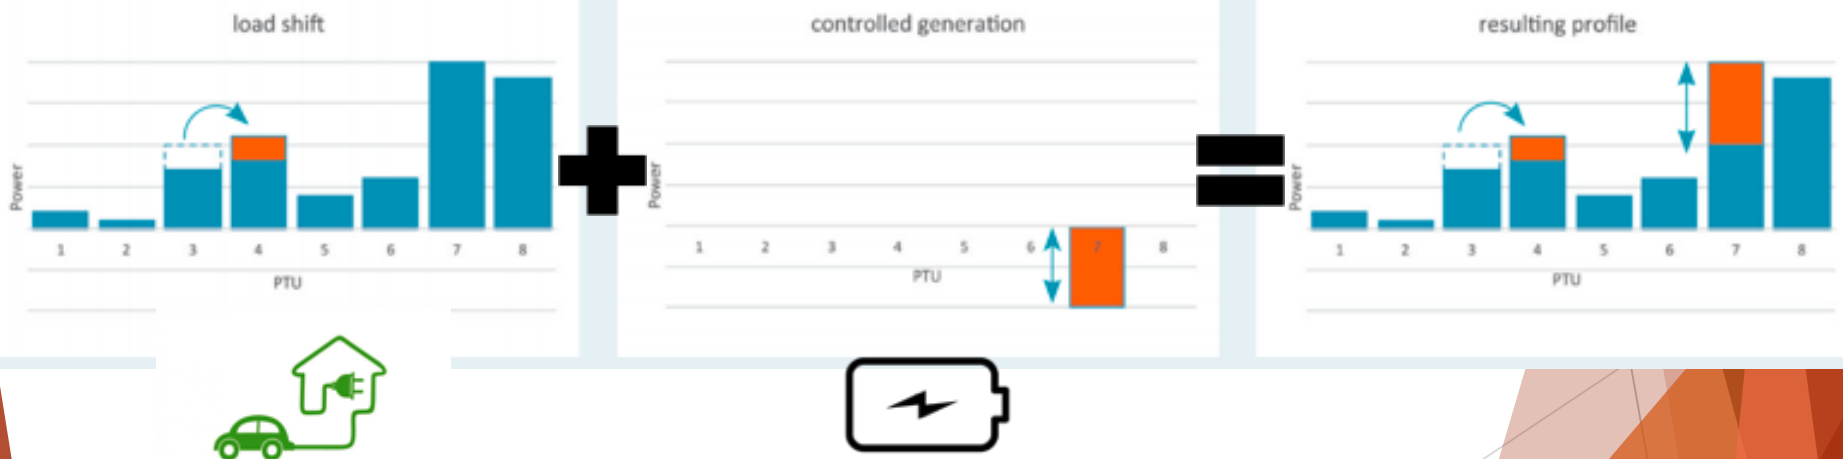 load shift
Power
1 2 3 4 5 6 7 8
PTU
controlled generation
Power
1 2 3 4 5 6 7 8
PTU
resulting profile
Power
1 2 3 4 5 6 7 8
PTU